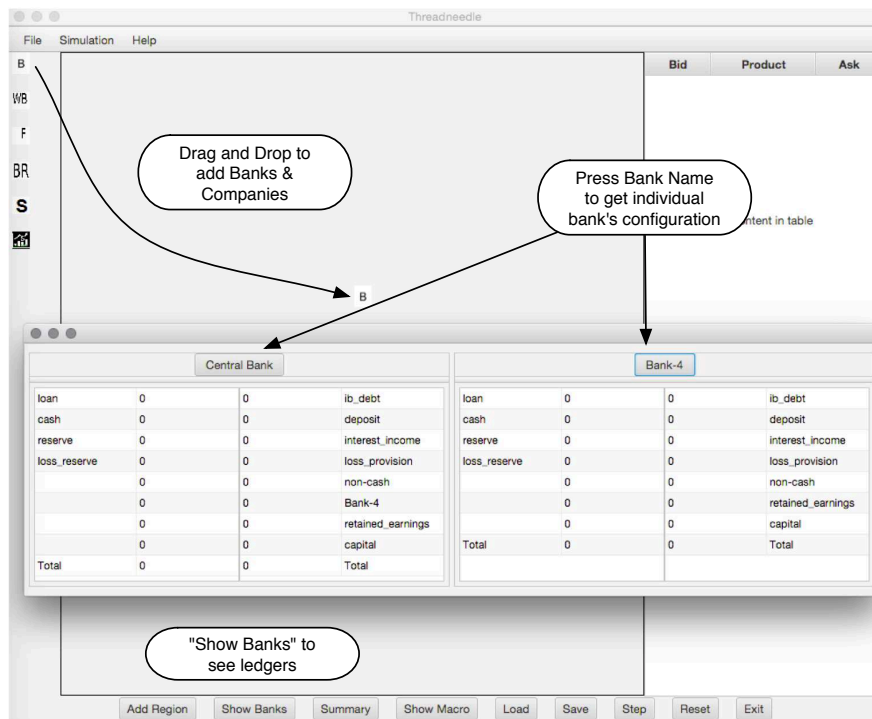 Threadneedle
File Simulation Help
B
WB
F
BR
S
Bid Product Ask
Drag and Drop to
add Banks &
Companies
Press Bank Name
to get individual
bank's configuration
ntent in table
B
Central Bank
loan 0 0 ib_debt
cash 0 0 deposit
reserve 0 0 interest_income
loss_reserve 0 0 loss_provision
0 0 non-cash
0 0 Bank-4
0 0 retained_earnings
0 0 capital
Total 0 0 Total
Bank-4
loan 0 0 ib_debt
cash 0 0 deposit
reserve 0 0 interest_income
loss_reserve 0 0 loss_provision
0 0 non-cash
0 0 retained_earnings
0 0 capital
Total 0 0 Total
"Show Banks" to
see ledgers
Add Region Show Banks Summary Show Macro Load Save Step Reset Exit